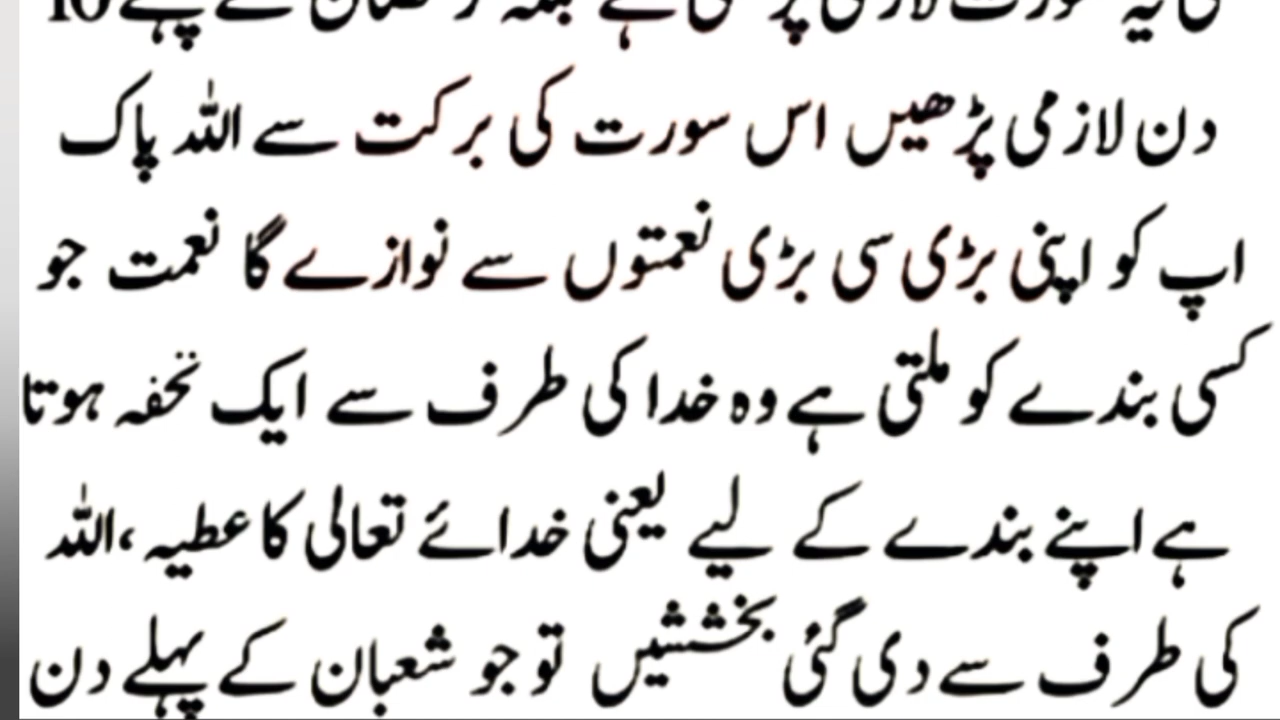 دن لازمی پڑھیں اس سورت کی برکت سے اللہ پاک
اپ کو اپنی بڑی سی بڑی نعمتوں سے نوازے گا نعمت جو
کسی بندے کو ملتی ہے وہ خدا کی طرف سے ایک تحفہ ہوتا
ہے اپنے بندے کے لیے یعنی خدائے تعالی کا عطیہ ،اللہ
کی طرف سے دی گئی بخششیں تو جو شعبان کے پہلے دن